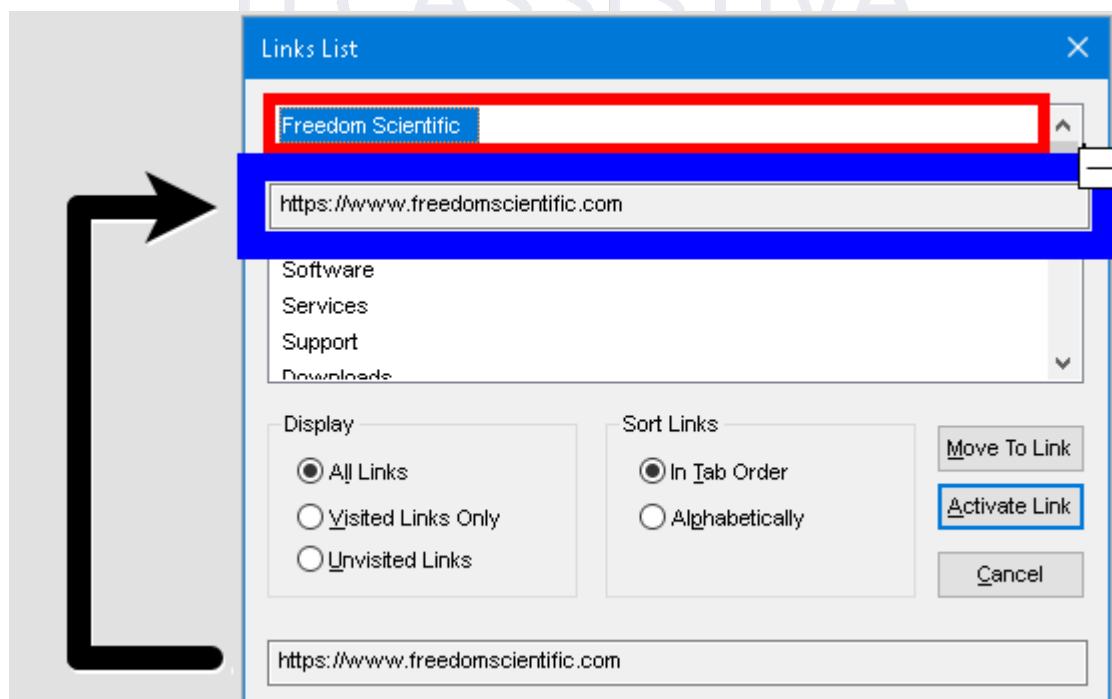 Links List
Freedom Scientific
https://www.freedomscientific.com
Software
Services
Support
Downloads
Display
All Links
Visited Links Only
Unvisited Links
Sort Links
In Tab Order
Alphabetically
Move To Link
Activate Link
Cancel
https://www.freedomscientific.com